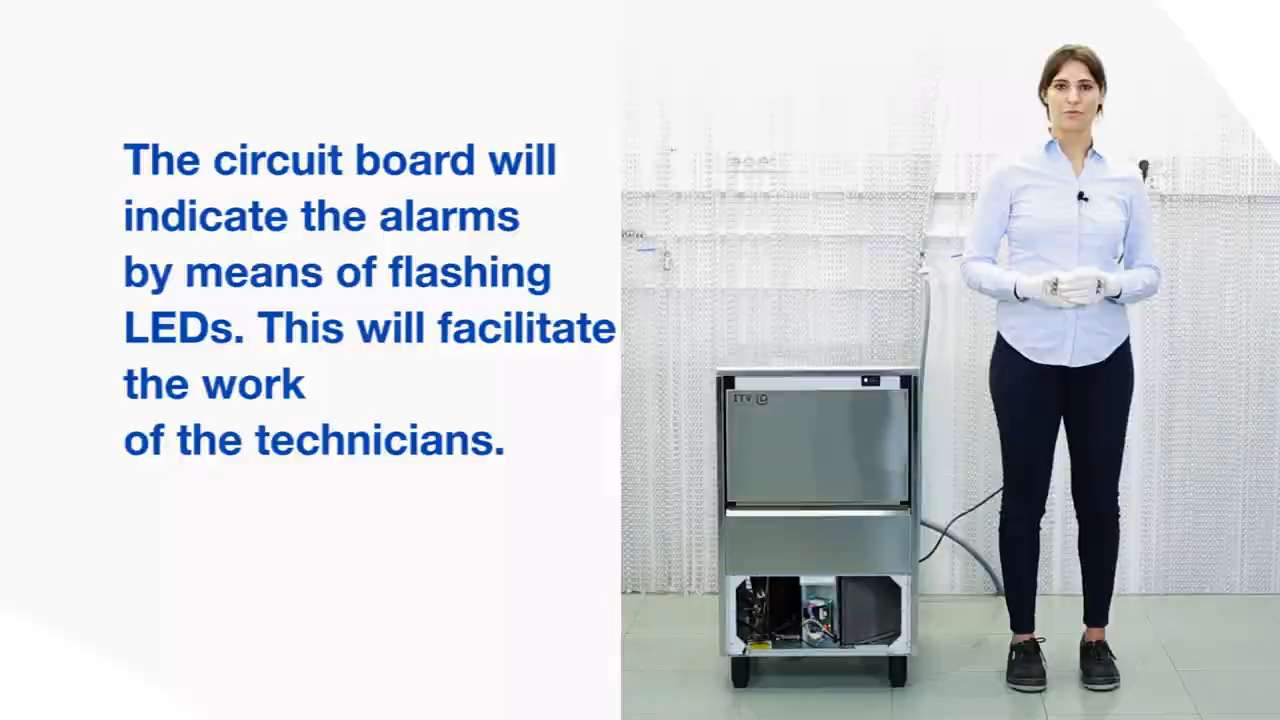 The circuit board will
indicate the alarms
by means of flashing
LEDs. This will facilitate
the work
of the technicians.
ITV